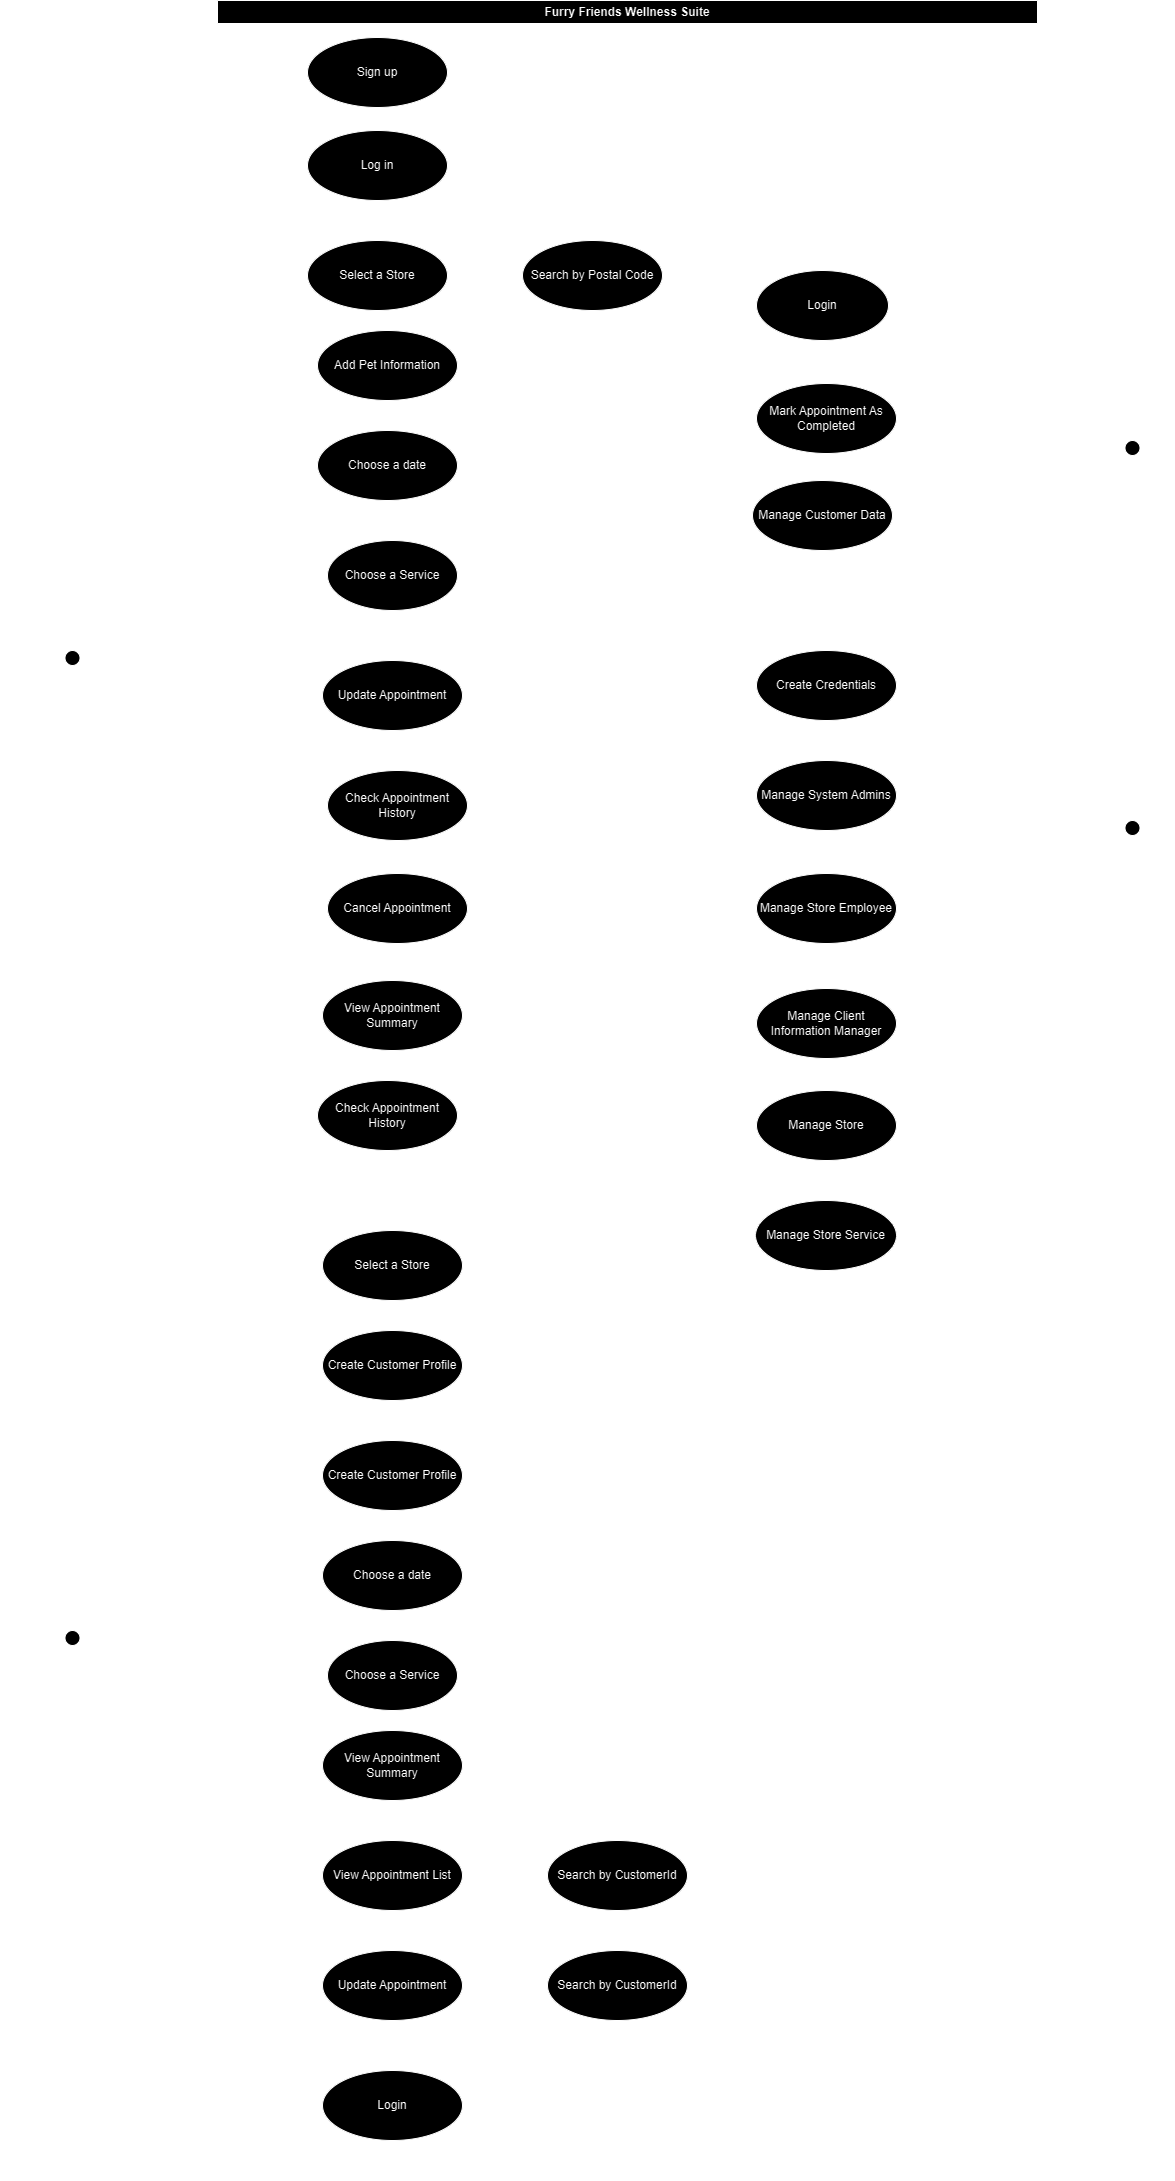 Furry Friends Wellness Suite
Sign up
Log in
Select a Store
Search by Postal Code
Login
Add Pet Information
Mark Appointment As
Completed
Choose a date
Manage Customer Data
Choose a Service
Update Appointment
Create Credentials
Check Appointment
History
Manage System Admins
Cancel Appointment
Manage Store Employee
View Appointment
Summary
Manage Client
Information Manager
Check Appointment
History
Manage Store
Manage Store Service
Select a Store
Create Customer Profile
Create Customer Profile
Choose a date
Choose a Service
View Appointment
Summary
View Appointment List
Search by CustomerId
Update Appointment
Search by CustomerId
Login